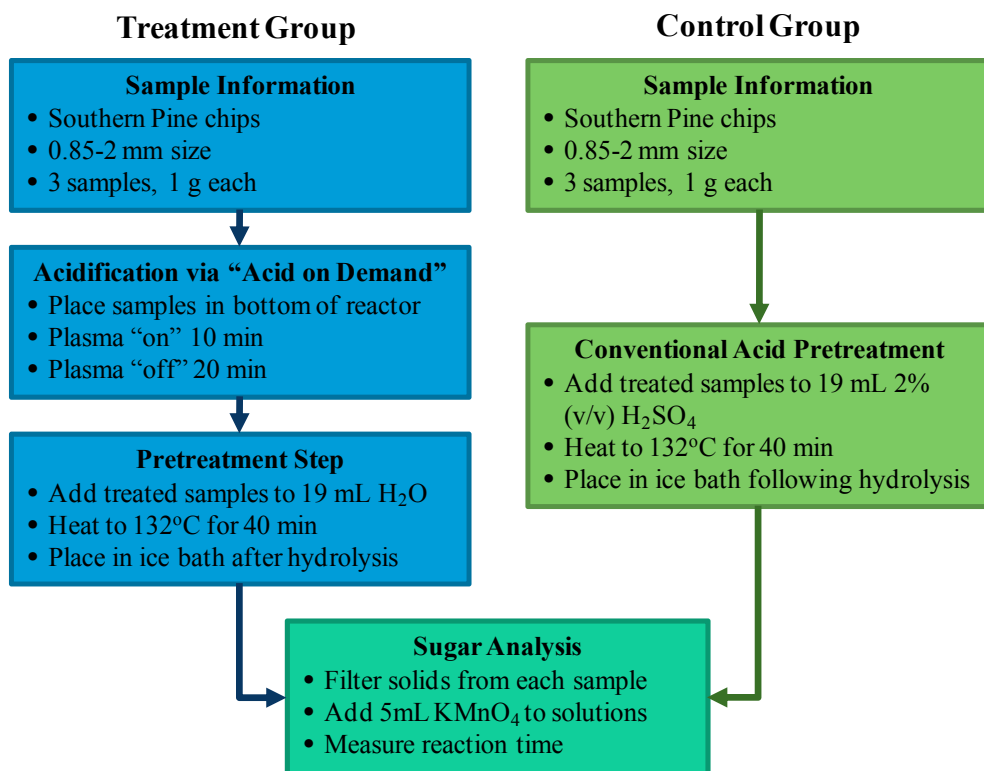 Treatment Group
Sample Information
• Southern Pine chips
• 0.85-2 mm size
• 3 samples, 1 g each
Acidification via “Acid on Demand”
• Place samples in bottom of reactor
• Plasma “on” 10 min
• Plasma “off” 20 min
Pretreatment Step
• Add treated samples to 19 mL H₂O
• Heat to 132°C for 40 min
• Place in ice bath after hydrolysis
Control Group
Sample Information
• Southern Pine chips
• 0.85-2 mm size
• 3 samples, 1 g each
Conventional Acid Pretreatment
• Add treated samples to 19 mL 2%
(v/v) H₂SO₄
• Heat to 132°C for 40 min
• Place in ice bath following hydrolysis
Sugar Analysis
• Filter solids from each sample
• Add 5mL KMnO₄ to solutions
• Measure reaction time